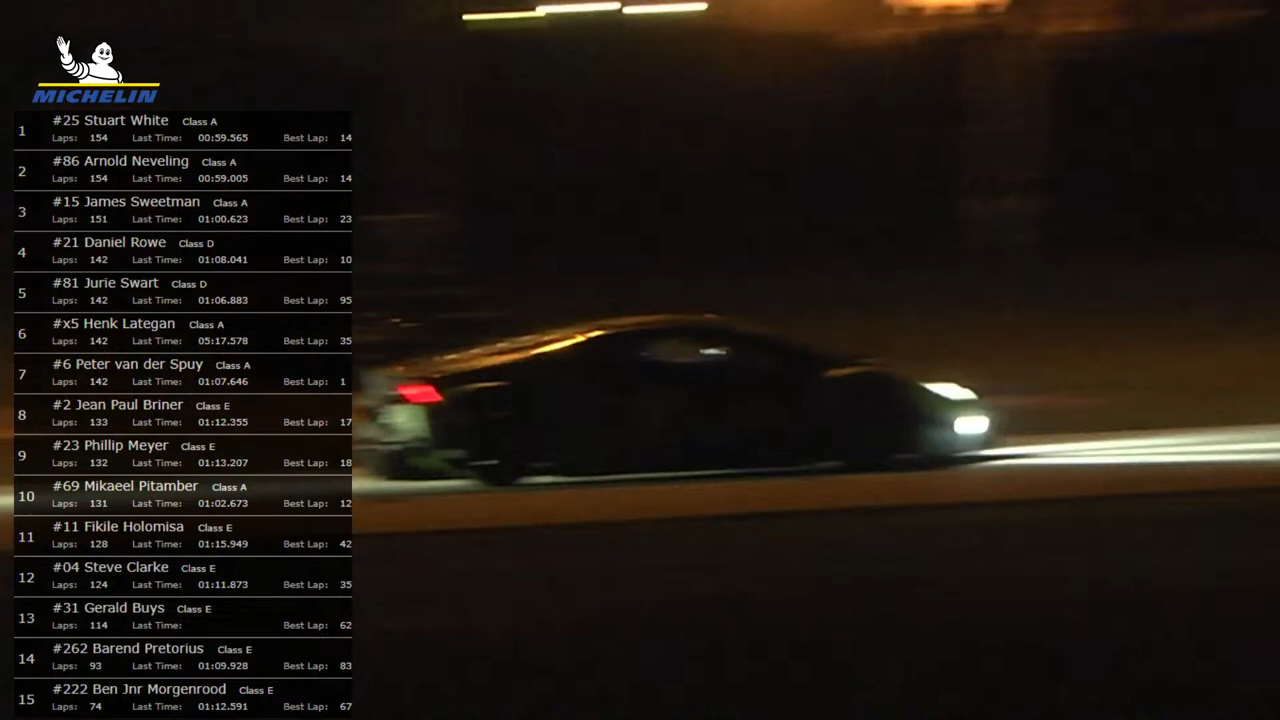 MICHELIN
1 #25 Stuart White Class A
Laps: 154 Last Time: 00:59.565 Best Lap: 14
2 #86 Arnold Neveling Class A
Laps: 154 Last Time: 00:59.005 Best Lap: 14
3 #15 James Sweetman Class A
Laps: 151 Last Time: 01:00.623 Best Lap: 23
4 #21 Daniel Rowe Class D
Laps: 142 Last Time: 01:08.041 Best Lap: 10
5 #81 Jurie Swart Class D
Laps: 142 Last Time: 01:06.883 Best Lap: 95
6 #x5 Henk Lategan Class A
Laps: 142 Last Time: 05:17.578 Best Lap: 35
7 #6 Peter van der Spuy Class A
Laps: 142 Last Time: 01:07.646 Best Lap: 1
8 #2 Jean Paul Briner Class E
Laps: 133 Last Time: 01:12.355 Best Lap: 17
9 #23 Phillip Meyer Class E
Laps: 132 Last Time: 01:13.207 Best Lap: 18
10 #69 Mikaeel Pitamber Class A
Laps: 131 Last Time: 01:02.673 Best Lap: 12
11 #11 Fikile Holomisa Class E
Laps: 128 Last Time: 01:15.949 Best Lap: 42
12 #04 Steve Clarke Class E
Laps: 124 Last Time: 01:11.873 Best Lap: 35
13 #31 Gerald Buys Class E
Laps: 114 Last Time: Best Lap: 62
14 #262 Barend Pretorius Class E
Laps: 93 Last Time: 01:09.928 Best Lap: 83
15 #222 Ben Jnr Morgenrood Class E
Laps: 74 Last Time: 01:12.591 Best Lap: 67